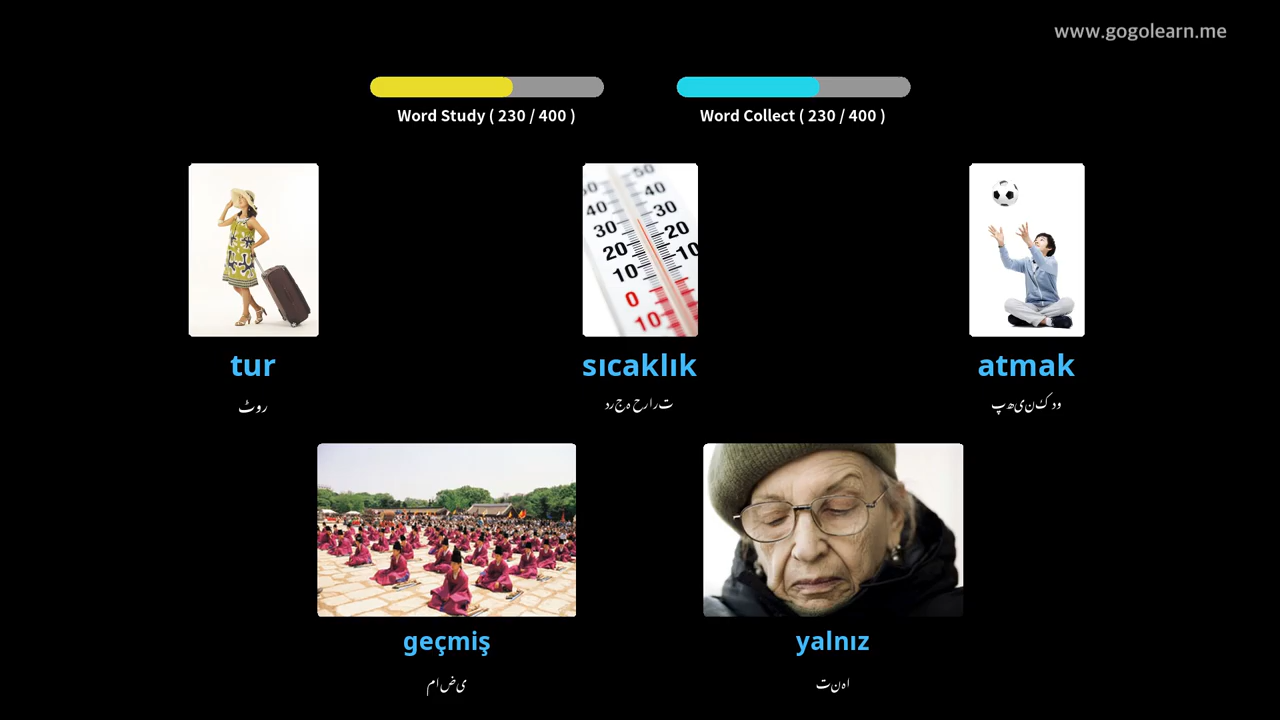 www.gogolearn.me
Word Study ( 230 / 400 )
Word Collect ( 230 / 400 )
tur
sıcaklık
atmak
ٹور
درجہ حرارت
پھینک دو
geçmiş
yalnız
ماضی
تنہا